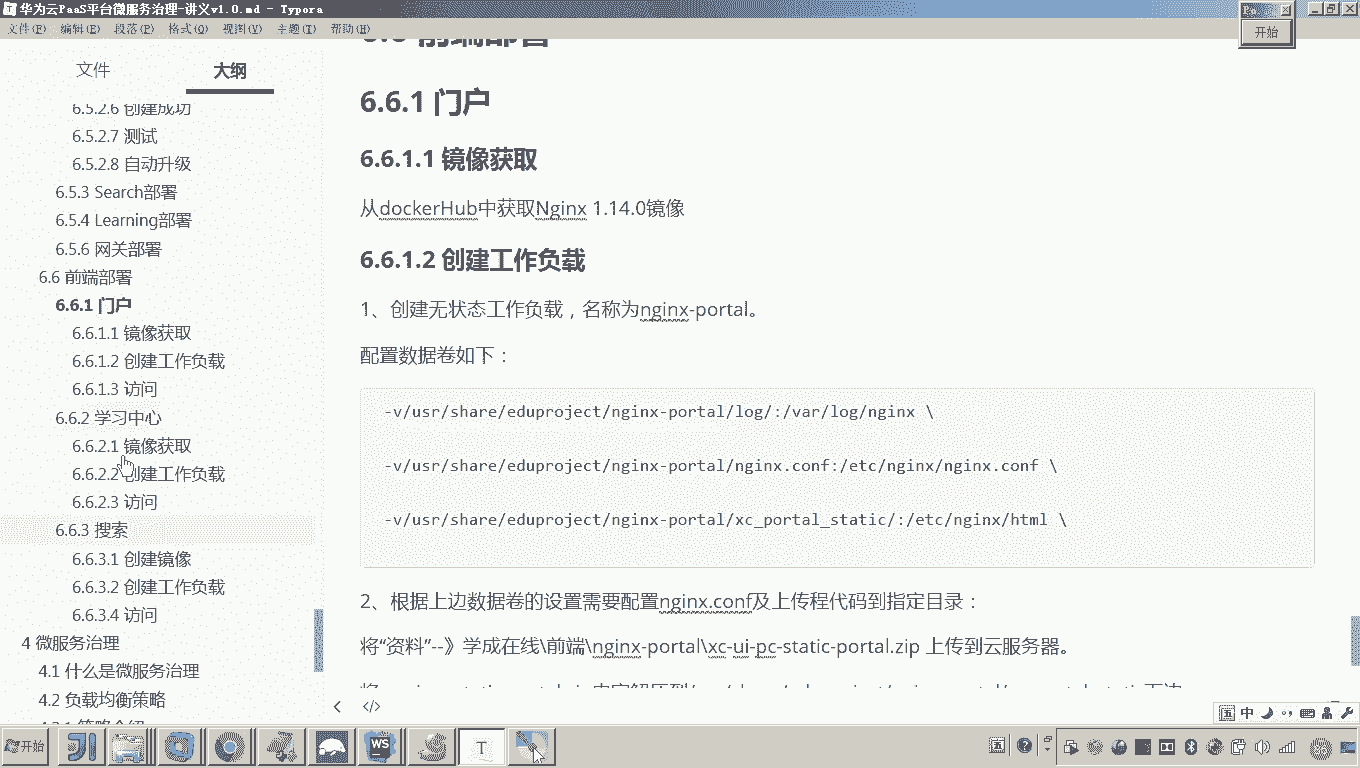 华为云PaaS平台微服务治理-讲义v1.0.md - Typora
文件(F) 编辑(E) 段落(P) 格式(O) 视图(V) 主题(T) 帮助(H)
开始
文件 大纲
6.5.2.6 创建成功
6.5.2.7 测试
6.5.2.8 自动升级
6.5.3 Search部署
6.5.4 Learning部署
6.5.6 网关部署
6.6 前端部署
6.6.1 门户
6.6.1.1 镜像获取
6.6.1.2 创建工作负载
6.6.1.3 访问
6.6.2 学习中心
6.6.2.1 镜像获取
6.6.2.2 创建工作负载
6.6.2.3 访问
6.6.3 搜索
6.6.3.1 创建镜像
6.6.3.2 创建工作负载
6.6.3.4 访问
4 微服务治理
4.1 什么是微服务治理
4.2 负载均衡策略
6.6 前端部署
6.6.1 门户
6.6.1.1 镜像获取
从dockerHub中获取Nginx 1.14.0镜像
6.6.1.2 创建工作负载
1、创建无状态工作负载，名称为nginx-portal。
配置数据卷如下：
-v/usr/share/eduproject/nginx-portal/log/:/var/log/nginx \
-v/usr/share/eduproject/nginx-portal/nginx.conf:/etc/nginx/nginx.conf \
-v/usr/share/eduproject/nginx-portal/xc_portal_static/:/etc/nginx/html \
2、根据上边数据卷的设置需要配置nginx.conf及上传程代码到指定目录：
将“资料”--》学成在线\前端\nginx-portal\xc-ui-pc-static-portal.zip 上传到云服务器。
< </>
五 中
开始
WS
T
五